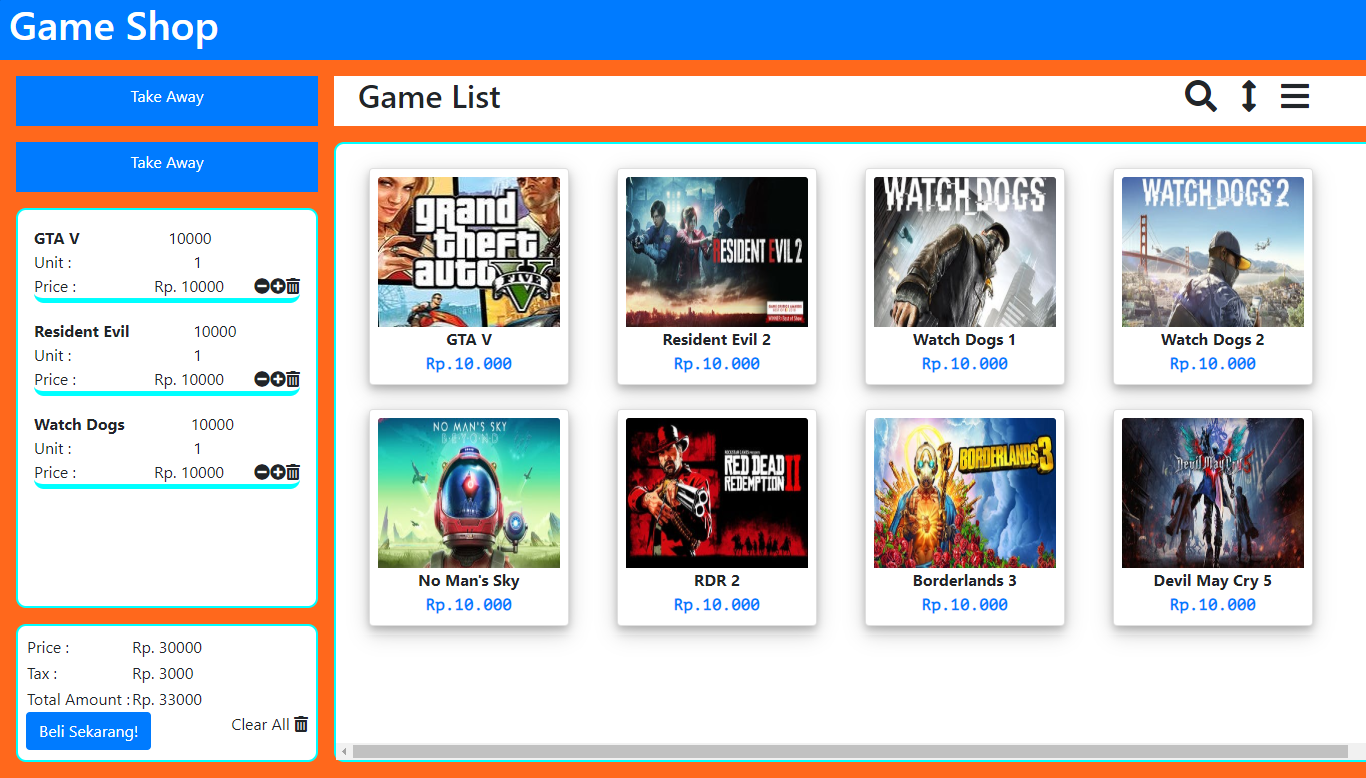 Game Shop
Take Away
Take Away
GTA V 10000
Unit : 1
Price : Rp. 10000
Resident Evil 10000
Unit : 1
Price : Rp. 10000
Watch Dogs 10000
Unit : 1
Price : Rp. 10000
Price : Rp. 30000
Tax : Rp. 3000
Total Amount : Rp. 33000
Beli Sekarang!
Clear All
Game List
grand
theft
auto
FIVE
GTA V
Rp.10.000
RESIDENT EVIL 2
Resident Evil 2
Rp.10.000
WATCH_DOGS
Watch Dogs 1
Rp.10.000
WATCH_DOGS 2
Watch Dogs 2
Rp.10.000
NO MAN'S SKY
BEYOND
No Man's Sky
Rp.10.000
RED DEAD
REDEMPTION II
RDR 2
Rp.10.000
BORDERLANDS 3
Borderlands 3
Rp.10.000
Devil May Cry 5
Devil May Cry 5
Rp.10.000